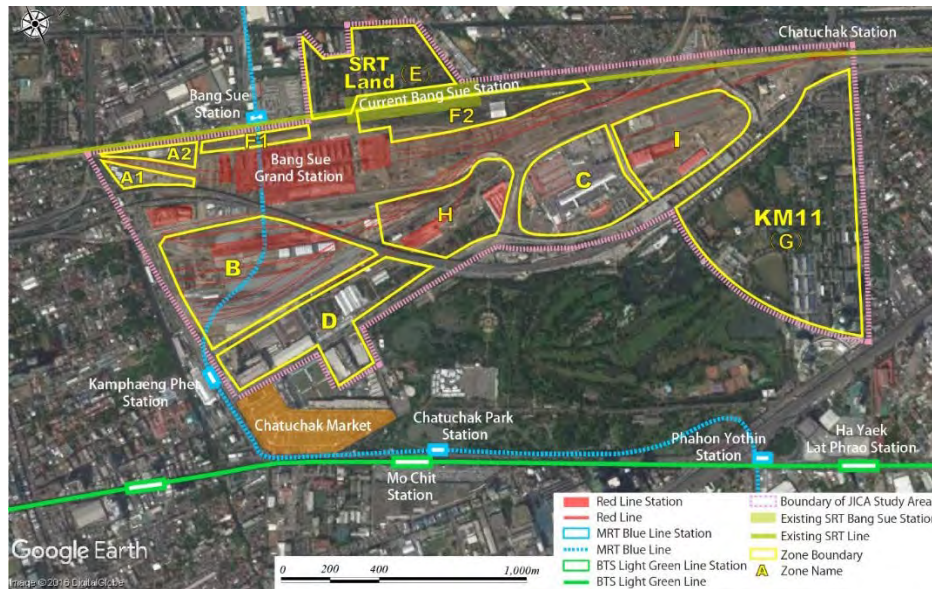 Chatuchak Station
SRT
Land
(E)
Current Bang Sue Station
Bang Sue
Station
F2
F1
A2
A1
Bang Sue
Grand Station
I
C
H
KM11
(G)
B
D
Kamphaeng Phet
Station
Chatuchak Market
Chatuchak Park
Station
Phahon Yothin
Station
Ha Yaek
Lat Phrao Station
Mo Chit
Station
Red Line Station
Red Line
MRT Blue Line Station
MRT Blue Line
BTS Light Green Line Station
BTS Light Green Line
Boundary of JICA Study Area
Existing SRT Bang Sue Station
Existing SRT Line
Zone Boundary
A Zone Name
0 200 400 1,000m
Google Earth
Image © 2016 DigitalGlobe